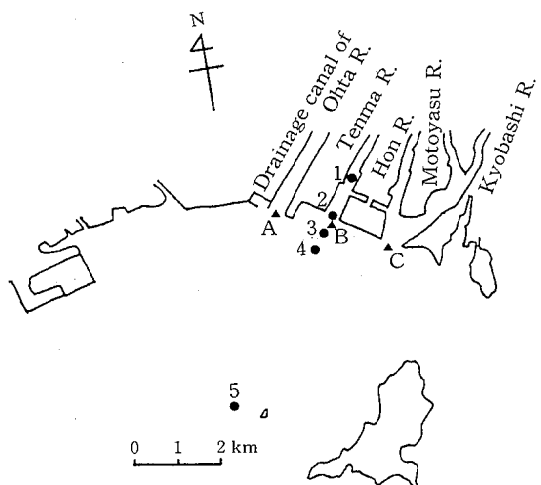 N
Drainage canal of
Ohta R.
Tenma R.
Hon R.
Motoyasu R.
Kyobashi R.
1
2
A
B
3
C
4
5
0 1 2 km